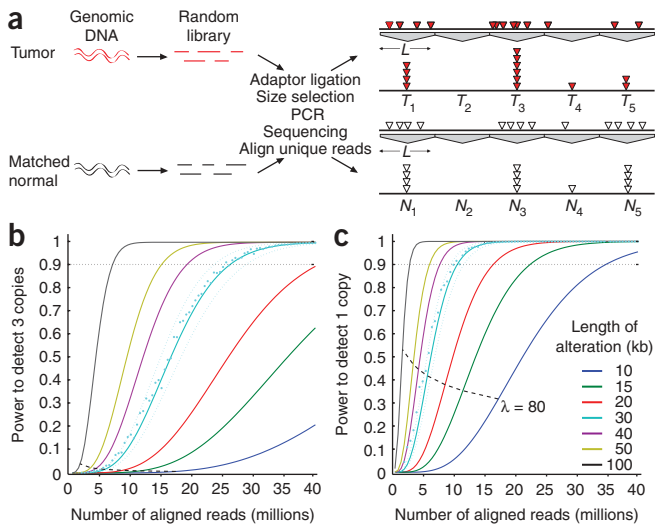 a
Genomic DNA
Random library
Tumor
Matched normal
Adaptor ligation
Size selection
PCR
Sequencing
Align unique reads
L
T1 T2 T3 T4 T5
L
N1 N2 N3 N4 N5
b
Power to detect 3 copies
1
0.9
0.8
0.7
0.6
0.5
0.4
0.3
0.2
0.1
0
0 5 10 15 20 25 30 35 40
Number of aligned reads (millions)
c
Power to detect 1 copy
1
0.9
0.8
0.7
0.6
0.5
0.4
0.3
0.2
0.1
0
0 5 10 15 20 25 30 35 40
Number of aligned reads (millions)
λ = 80
Length of
alteration (kb)
10
15
20
30
40
50
100